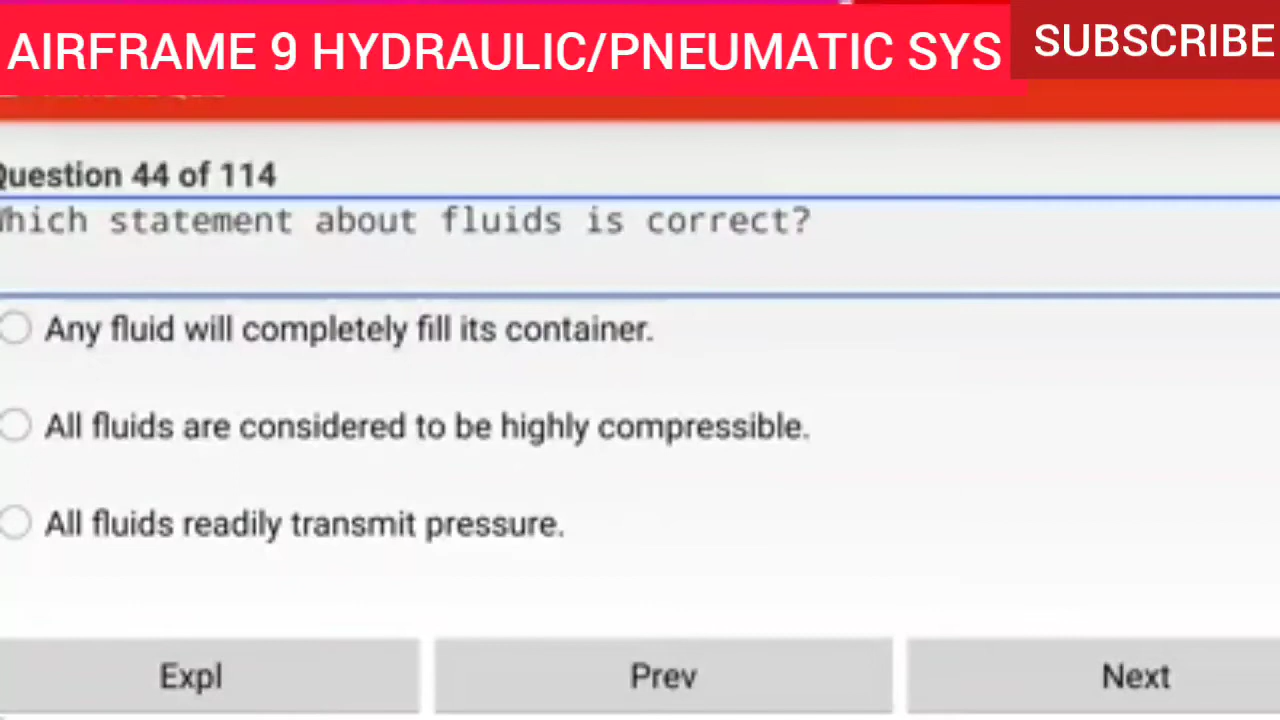 AIRFRAME 9 HYDRAULIC/PNEUMATIC SYS
SUBSCRIBE
Question 44 of 114
Which statement about fluids is correct?
Any fluid will completely fill its container.
All fluids are considered to be highly compressible.
All fluids readily transmit pressure.
Expl
Prev
Next